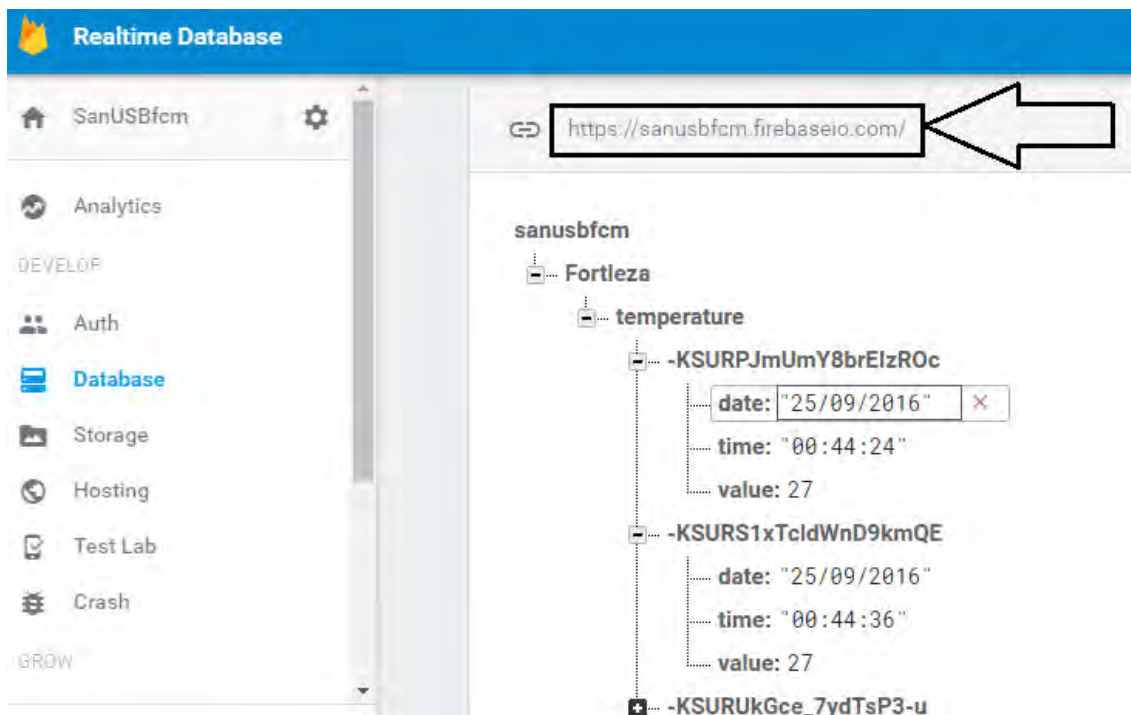 Realtime Database
SanUSBfcm
https://sanusbfcm.firebaseio.com/
Analytics
DEVELOP
Auth
Database
Storage
Hosting
Test Lab
Crash
GROW
sanusbfcm
Fortleza
temperature
-KSURPJmUmY8brEIzROc
date: "25/09/2016"
time: "00:44:24"
value: 27
-KSURS1xTcldWnD9kmQE
date: "25/09/2016"
time: "00:44:36"
value: 27
-KSURUkGce_7ydTsP3-u